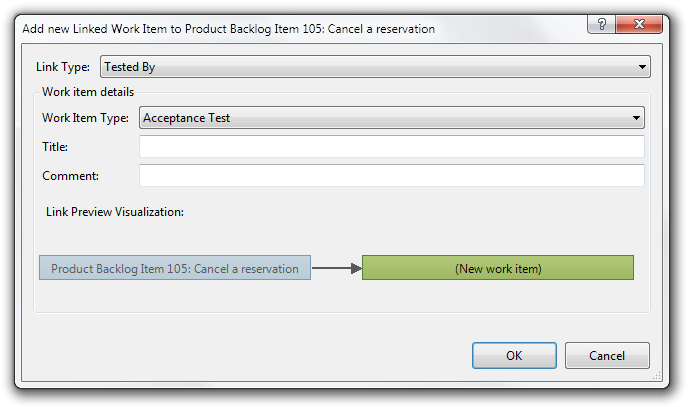 Add new Linked Work Item to Product Backlog Item 105: Cancel a reservation
?
Link Type: Tested By
Work item details
Work Item Type: Acceptance Test
Title:
Comment:
Link Preview Visualization:
Product Backlog Item 105: Cancel a reservation (New work item)
OK Cancel